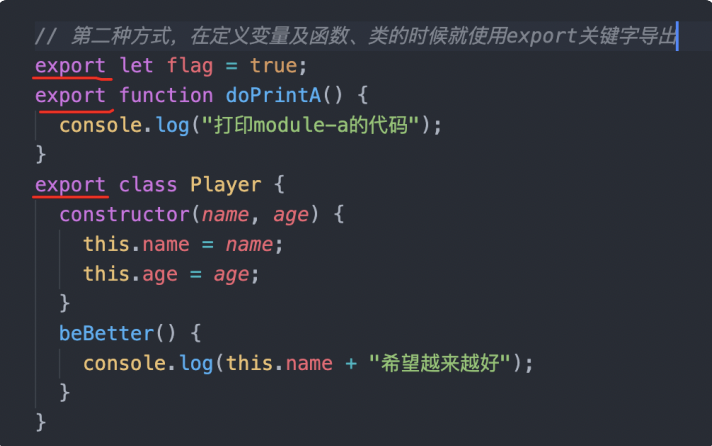 // 第二种方式，在定义变量及函数、类的时候就使用export关键字导出
export let flag = true;
export function doPrintA() {
  console.log("打印module-a的代码");
}
export class Player {
  constructor(name, age) {
    this.name = name;
    this.age = age;
  }
  beBetter() {
    console.log(this.name + "希望越来越好");
  }
}